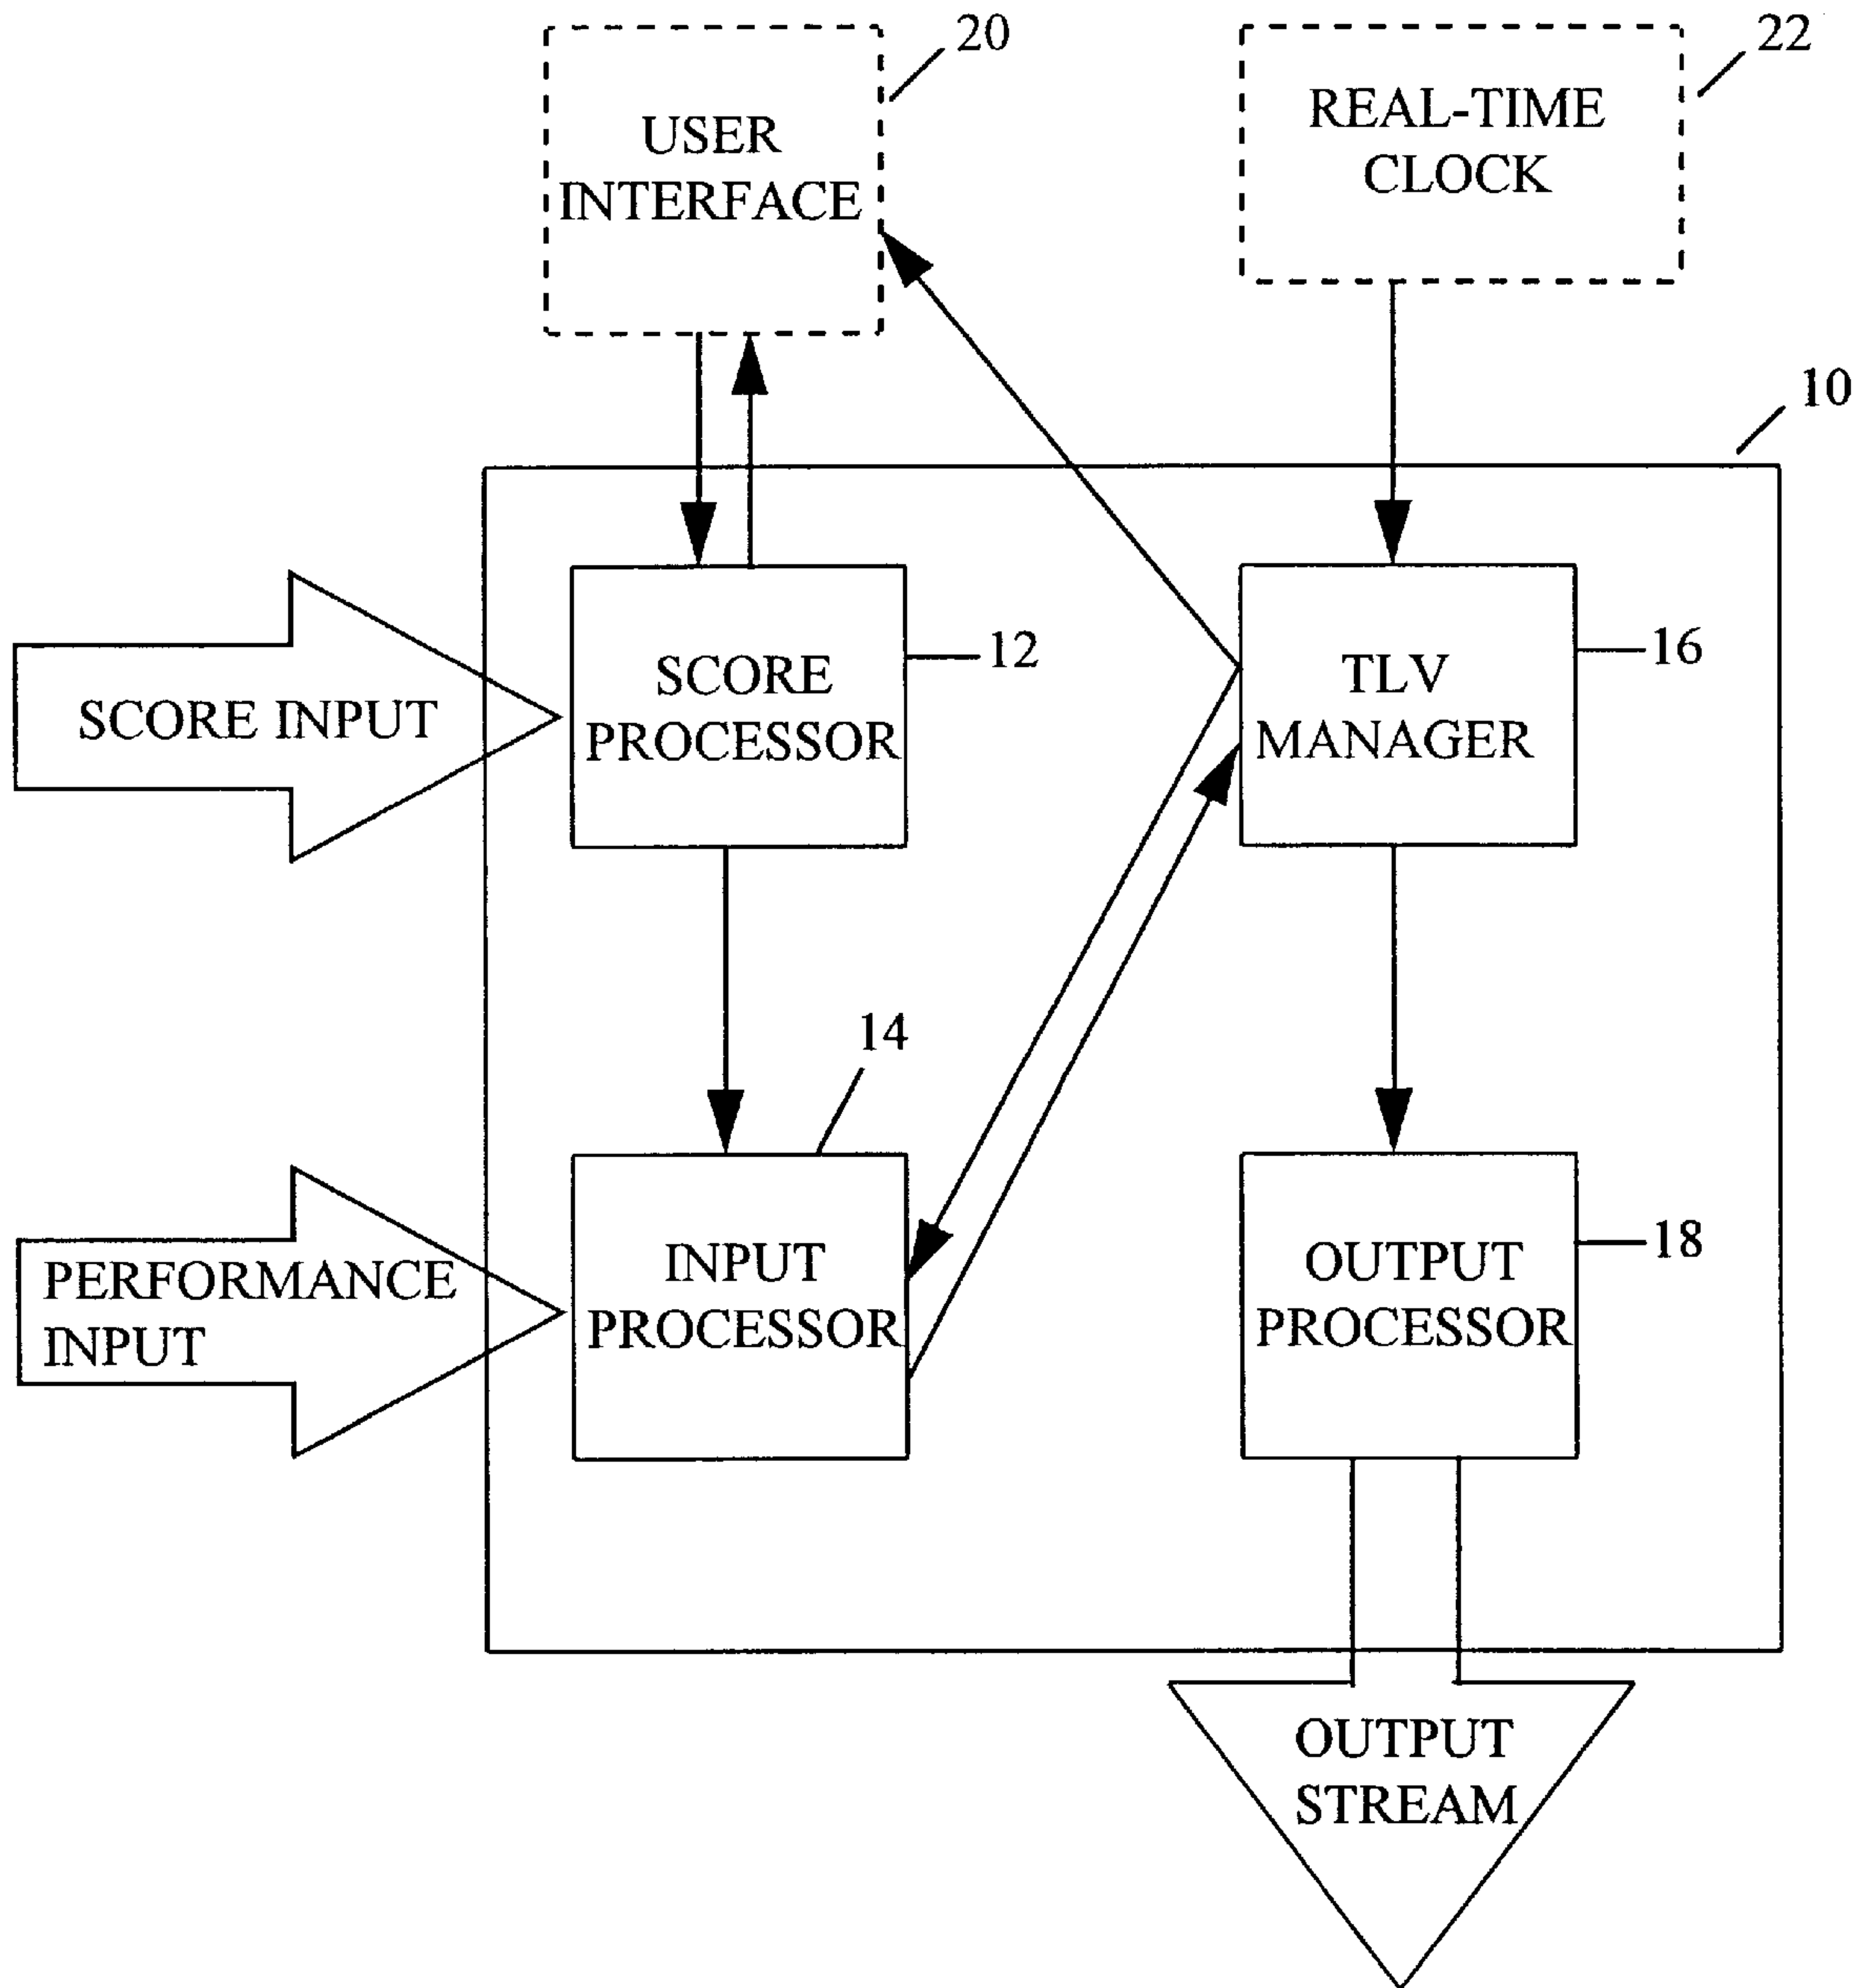 USER
INTERFACE
20
REAL-TIME
CLOCK
22
10
SCORE INPUT
SCORE
PROCESSOR
12
TLV
MANAGER
16
14
PERFORMANCE
INPUT
INPUT
PROCESSOR
OUTPUT
PROCESSOR
18
OUTPUT
STREAM